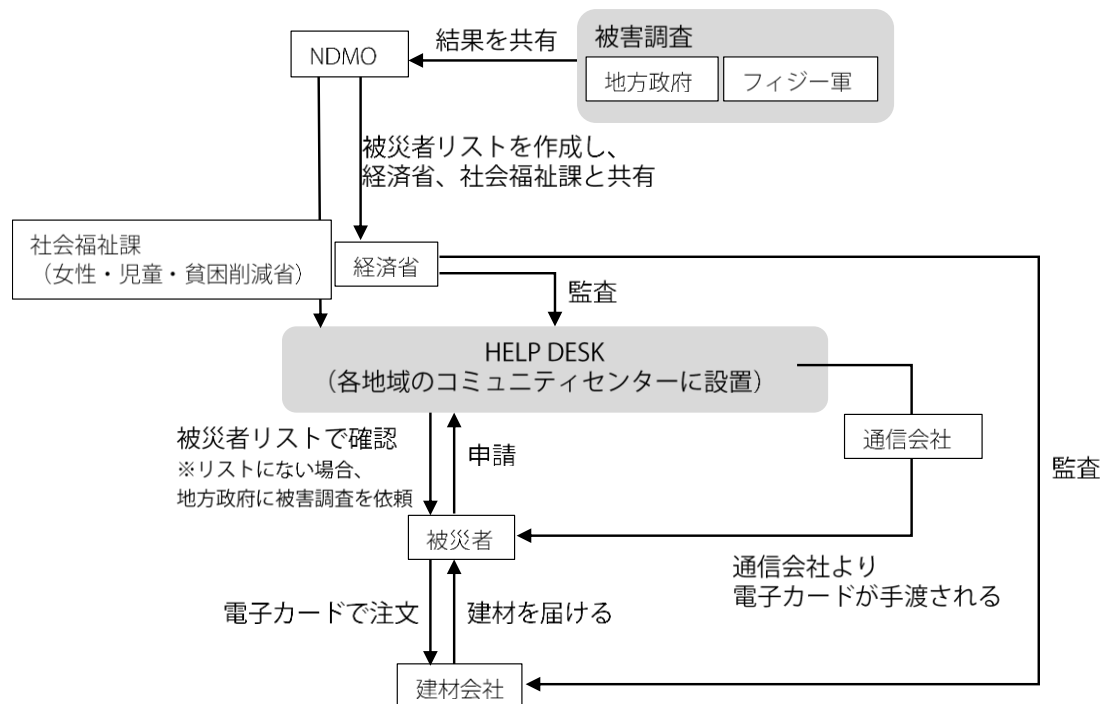 被害調査
結果を共有
NDMO
地方政府
フィジー軍
被災者リストを作成し、
経済省、社会福祉課と共有
社会福祉課
（女性・児童・貧困削減省）
経済省
監査
HELP DESK
（各地域のコミュニティセンターに設置）
被災者リストで確認
※リストにない場合、
地方政府に被害調査を依頼
申請
通信会社
監査
被災者
通信会社より
電子カードが手渡される
電子カードで注文
建材を届ける
建材会社